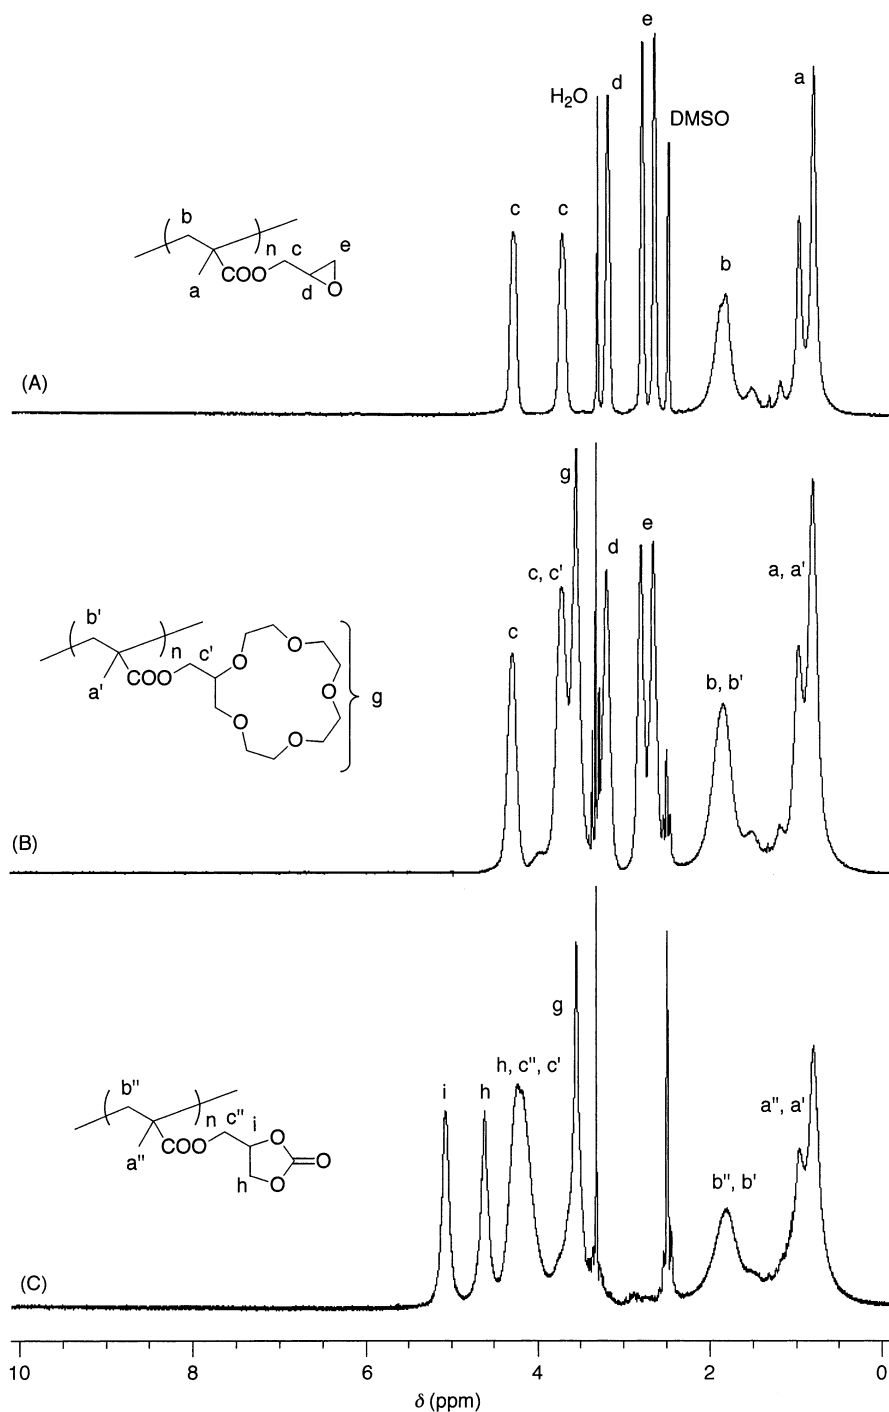 e
H₂O
d
a
DMSO
c
c
b
b
( )
n
c
e
COO
a
d
O
(A)
g
e
d
c, c'
a, a'
c
b, b'
b'
( )
n
c'
COO
a'
O
O
O
O
O
g
(B)
g
h, c", c'
i
h
a", a'
b", b'
b"
( )
n
c"
i
COO
a"
O
O
O
h
(C)
10
8
6
4
2
0
δ (ppm)